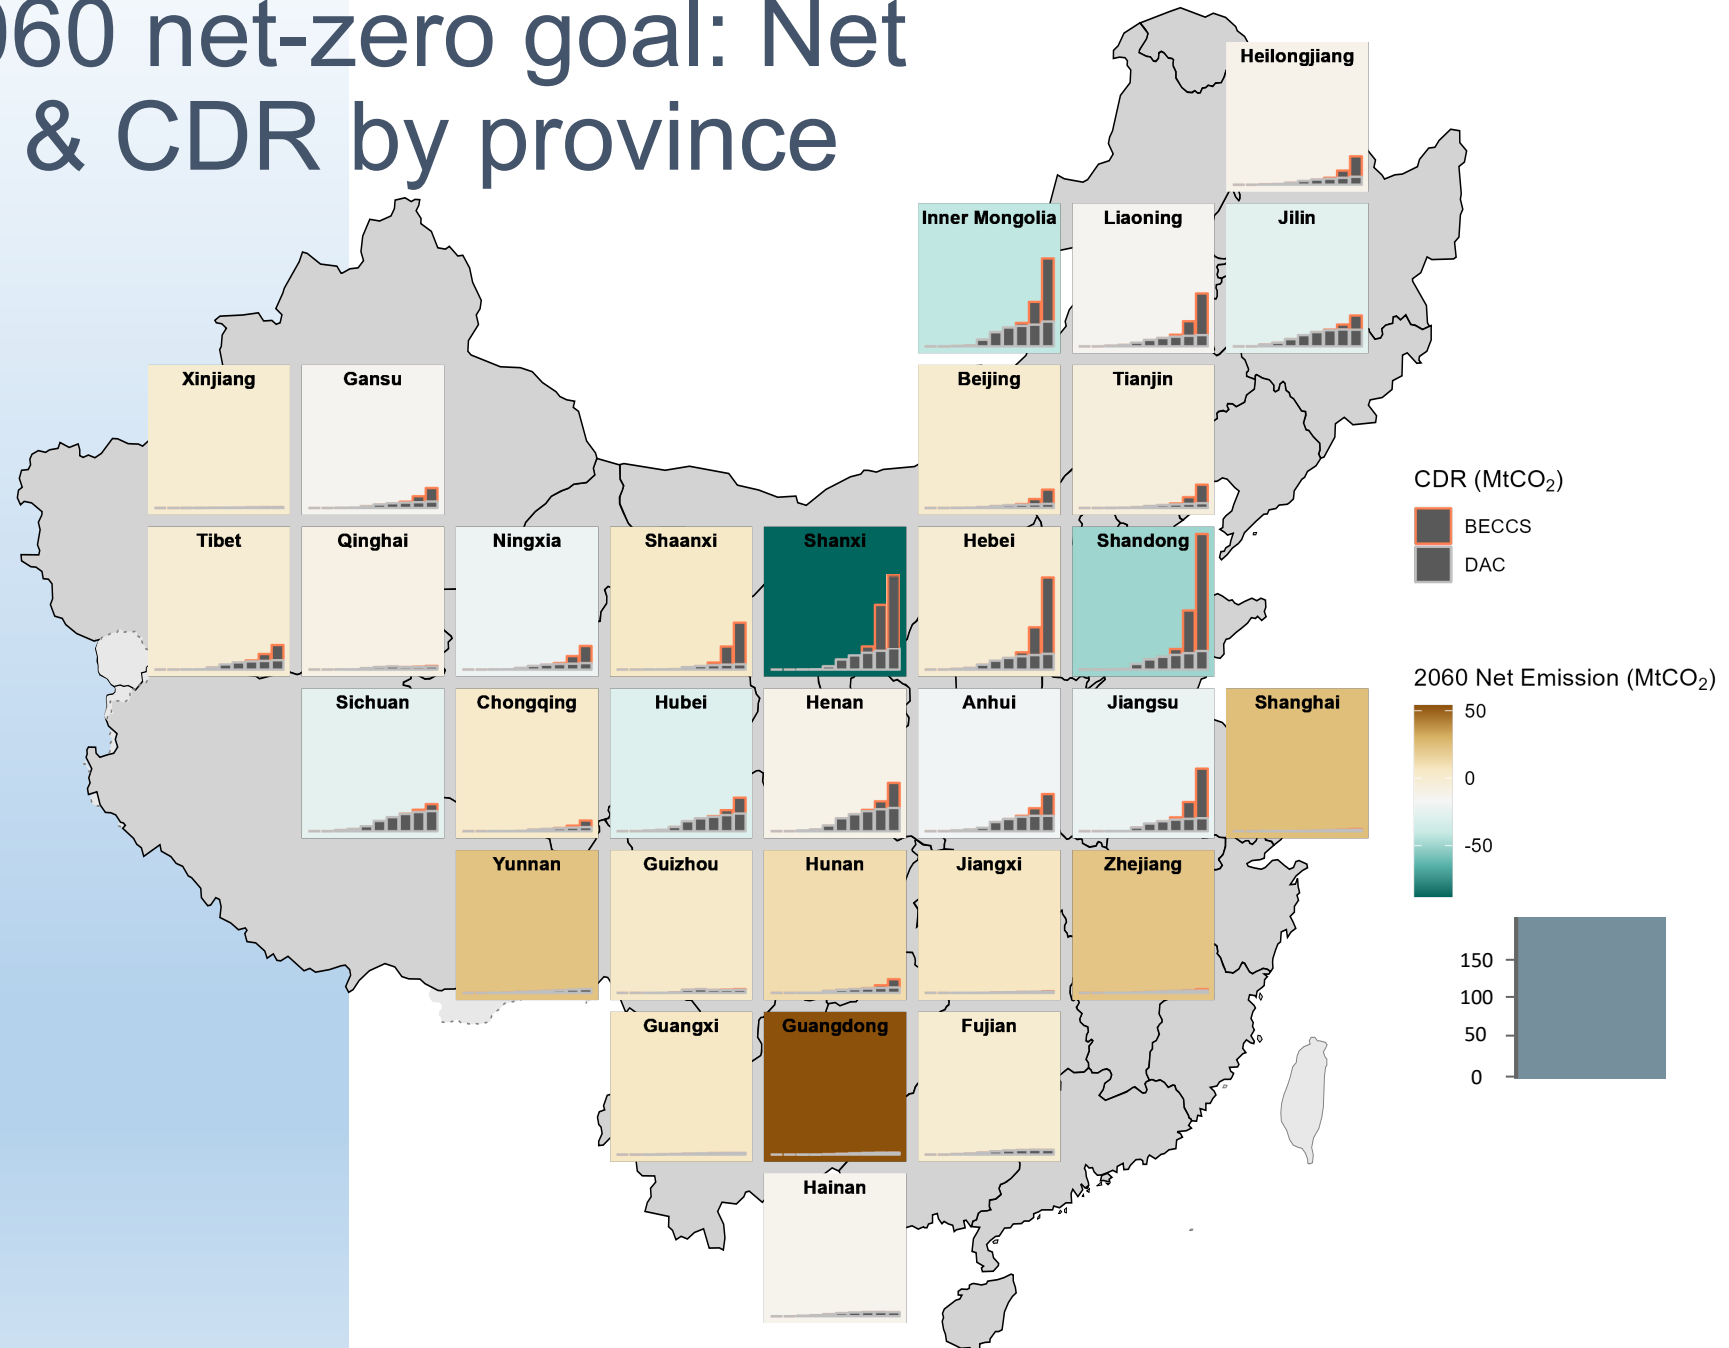 060 net-zero goal: Net
& CDR by province
Heilongjiang
Inner Mongolia
Liaoning
Jilin
Xinjiang
Gansu
Beijing
Tianjin
Tibet
Qinghai
Ningxia
Shaanxi
Shanxi
Hebei
Shandong
Sichuan
Chongqing
Hubei
Henan
Anhui
Jiangsu
Shanghai
Yunnan
Guizhou
Hunan
Jiangxi
Zhejiang
Guangxi
Guangdong
Fujian
Hainan
CDR (MtCO₂)
BECCS
DAC
2060 Net Emission (MtCO₂)
50
0
-50
150
100
50
0